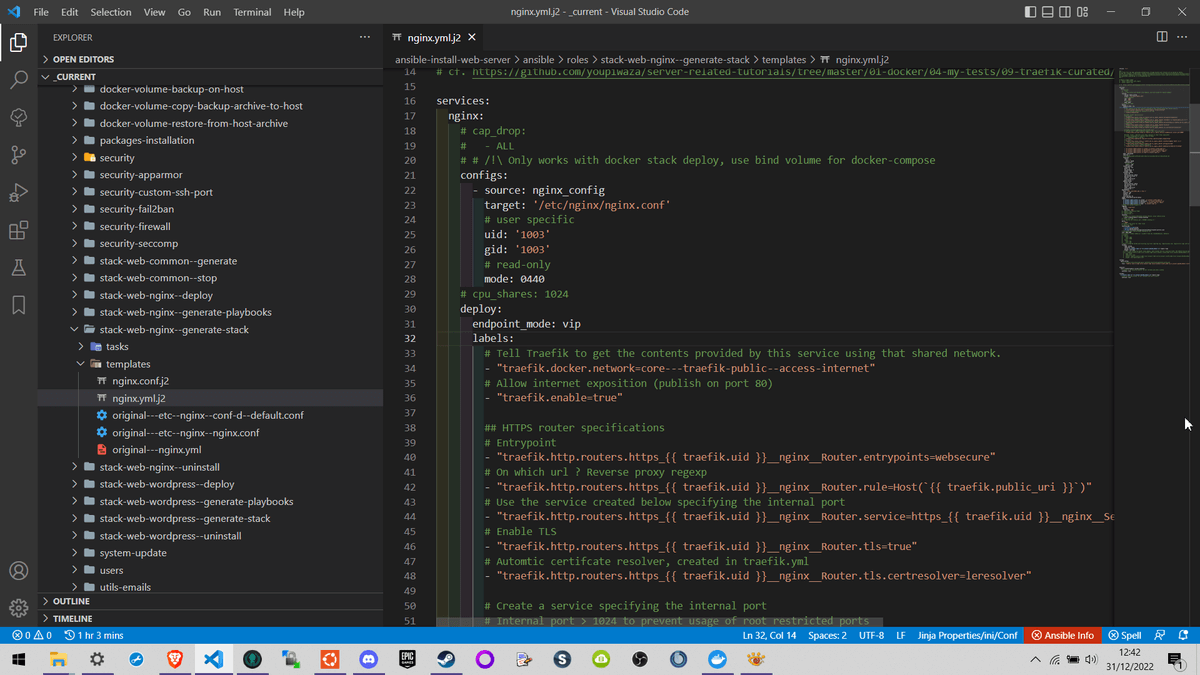 File Edit Selection View Go Run Terminal Help
nginx.yml.j2 - _current - Visual Studio Code
EXPLORER
OPEN EDITORS
_CURRENT
docker-volume-backup-on-host
docker-volume-copy-backup-archive-to-host
docker-volume-restore-from-host-archive
packages-installation
security
security-apparmor
security-custom-ssh-port
security-fail2ban
security-firewall
security-seccomp
stack-web-common--generate
stack-web-common--stop
stack-web-nginx--deploy
stack-web-nginx--generate-playbooks
stack-web-nginx--generate-stack
tasks
templates
nginx.conf.j2
nginx.yml.j2
original---etc--nginx--conf-d--default.conf
original---etc--nginx--nginx.conf
original---nginx.yml
stack-web-nginx--uninstall
stack-web-wordpress--deploy
stack-web-wordpress--generate-playbooks
stack-web-wordpress--generate-stack
stack-web-wordpress--uninstall
system-update
users
utils-emails
OUTLINE
TIMELINE
nginx.yml.j2
ansible-install-web-server > ansible > roles > stack-web-nginx--generate-stack > templates > nginx.yml.j2
14 # cf. https://github.com/youpiwaza/server-related-tutorials/tree/master/01-docker/04-my-tests/09-traefik-curated/
15
16 services:
17 nginx:
18 # cap_drop:
19 # - ALL
20 # # /!\ Only works with docker stack deploy, use bind volume for docker-compose
21 configs:
22 - source: nginx_config
23 target: '/etc/nginx/nginx.conf'
24 # user specific
25 uid: '1003'
26 gid: '1003'
27 # read-only
28 mode: 0440
29 # cpu_shares: 1024
30 deploy:
31 endpoint_mode: vip
32 labels:
33 # Tell Traefik to get the contents provided by this service using that shared network.
34 - "traefik.docker.network=core---traefik-public--access-internet"
35 # Allow internet exposition (publish on port 80)
36 - "traefik.enable=true"
37
38 ## HTTPS router specifications
39 # Entrypoint
40 - "traefik.http.routers.https_{{ traefik.uid }}__nginx__Router.entrypoints=websecure"
41 # On which url ? Reverse proxy regexp
42 - "traefik.http.routers.https_{{ traefik.uid }}__nginx__Router.rule=Host(`{{ traefik.public_uri }}`)"
43 # Use the service created below specifying the internal port
44 - "traefik.http.routers.https_{{ traefik.uid }}__nginx__Router.service=https_{{ traefik.uid }}__nginx__Se
45 # Enable TLS
46 - "traefik.http.routers.https_{{ traefik.uid }}__nginx__Router.tls=true"
47 # Automtic certifcate resolver, created in traefik.yml
48 - "traefik.http.routers.https_{{ traefik.uid }}__nginx__Router.tls.certresolver=leresolver"
49
50 # Create a service specifying the internal port
51 # Internal port > 1024 to prevent usage of root restricted ports
0 0 1 hr 3 mins
Ln 32, Col 14 Spaces: 2 UTF-8 LF Jinja Properties/ini/Conf Ansible Info Spell
EPIC GAMES
12:42
31/12/2022
1